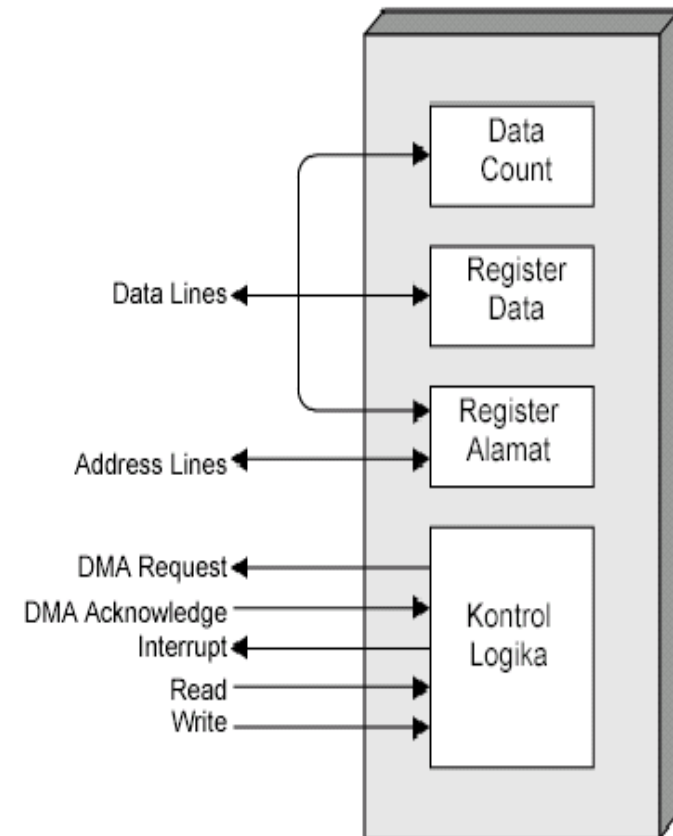 Data
Count
Data Lines
Register
Data
Register
Alamat
Address Lines
DMA Request
DMA Acknowledge
Interrupt
Read
Write
Kontrol
Logika